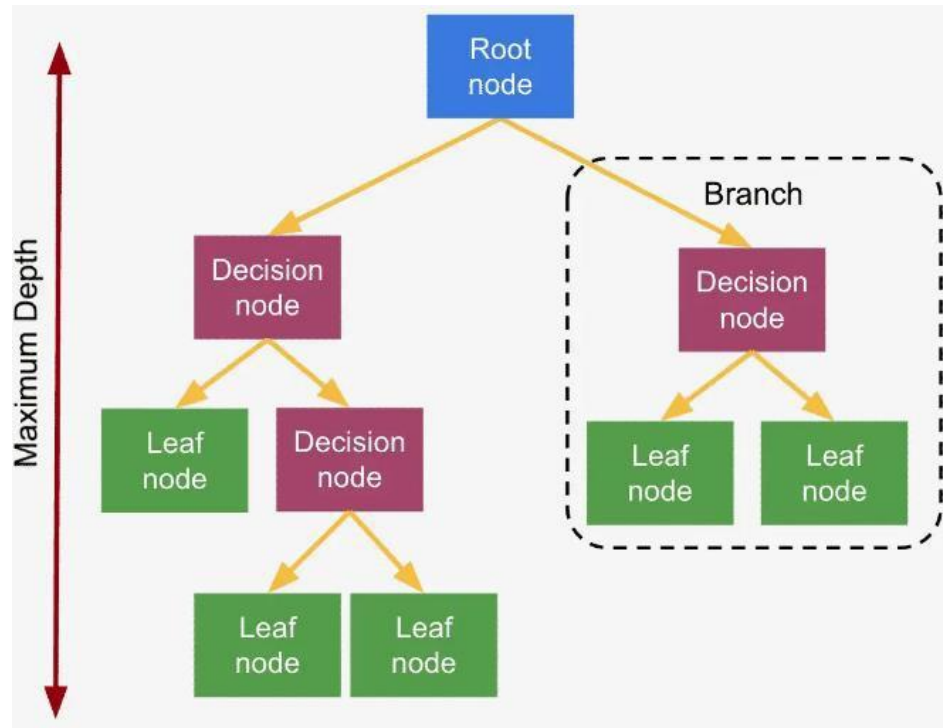 Root
node
Branch
Maximum Depth
Decision
node
Decision
node
Leaf
node
Decision
node
Leaf
node
Leaf
node
Leaf
node
Leaf
node